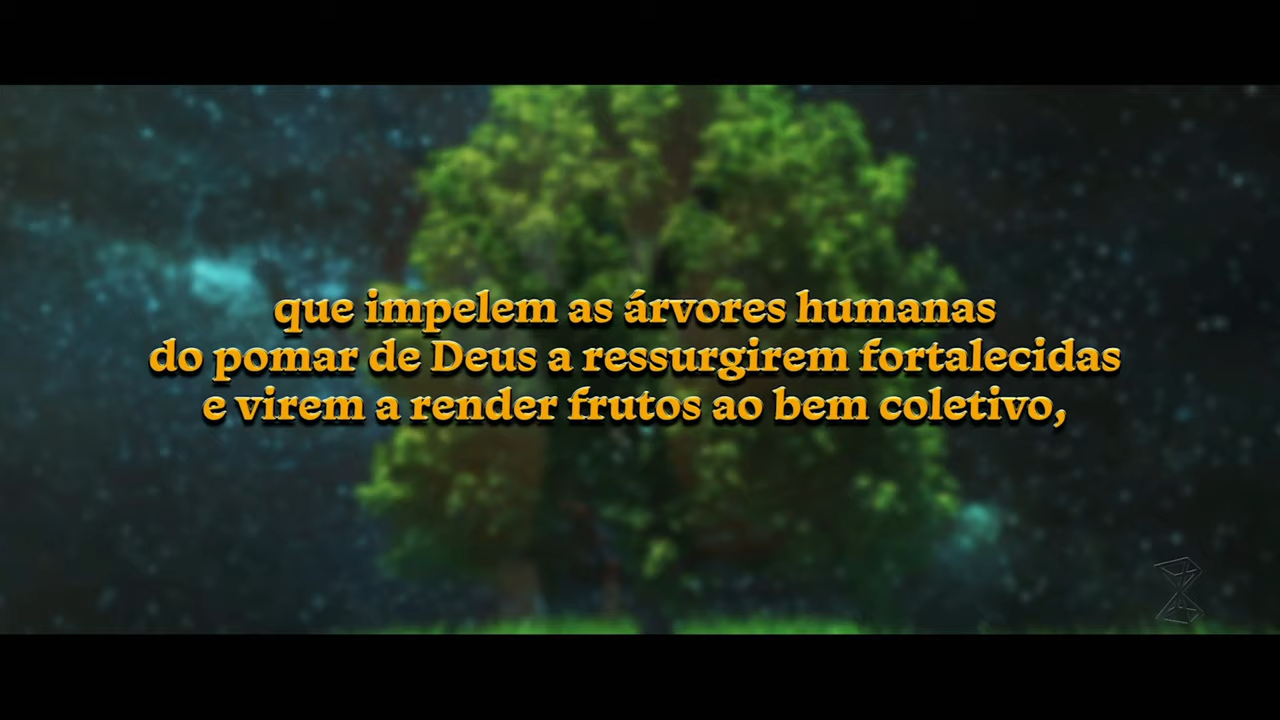 que impelem as árvores humanas
do pomar de Deus a ressurgirem fortalecidas
e virem a render frutos ao bem coletivo,